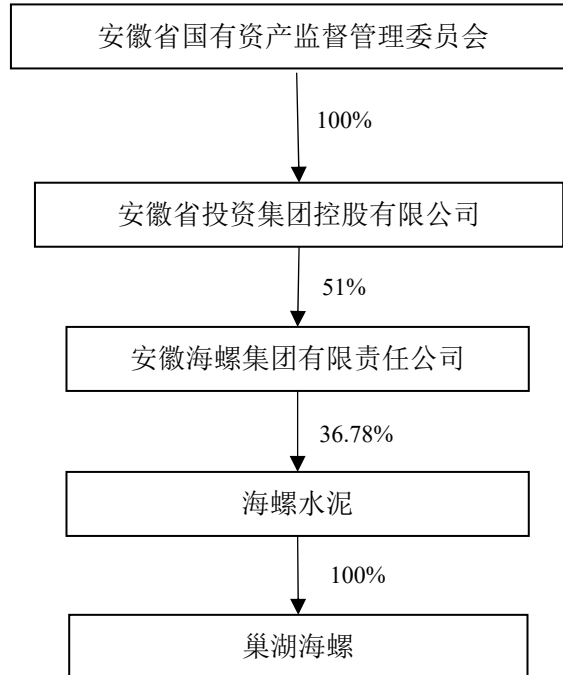 安徽省国有资产监督管理委员会
100%
安徽省投资集团控股有限公司
51%
安徽海螺集团有限责任公司
36.78%
海螺水泥
100%
巢湖海螺